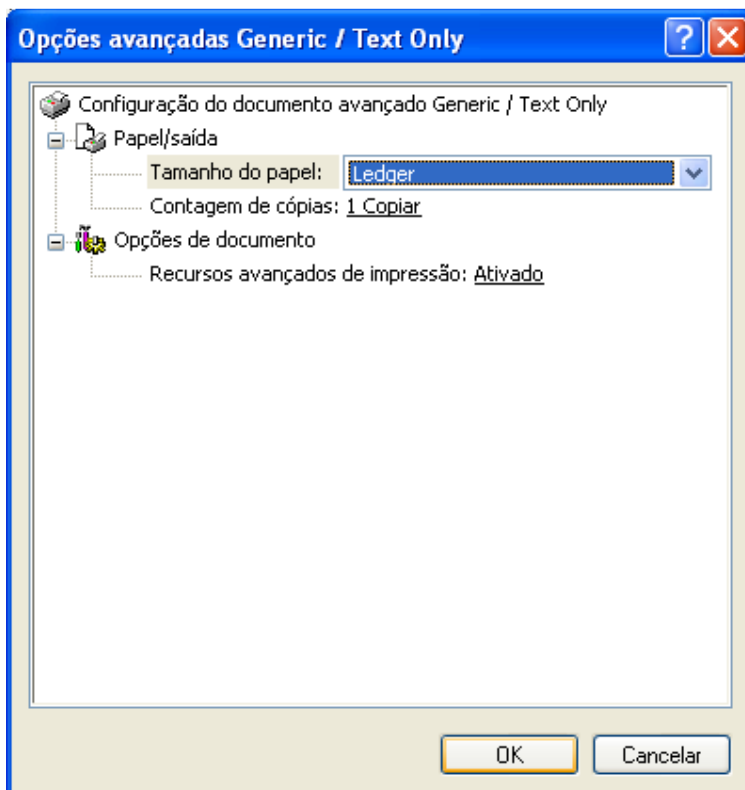 Opções avançadas Generic / Text Only
Configuração do documento avançado Generic / Text Only
Papel/saída
Tamanho do papel: Ledger
Contagem de cópias: 1 Copiar
Opções de documento
Recursos avançados de impressão: Ativado
OK Cancelar